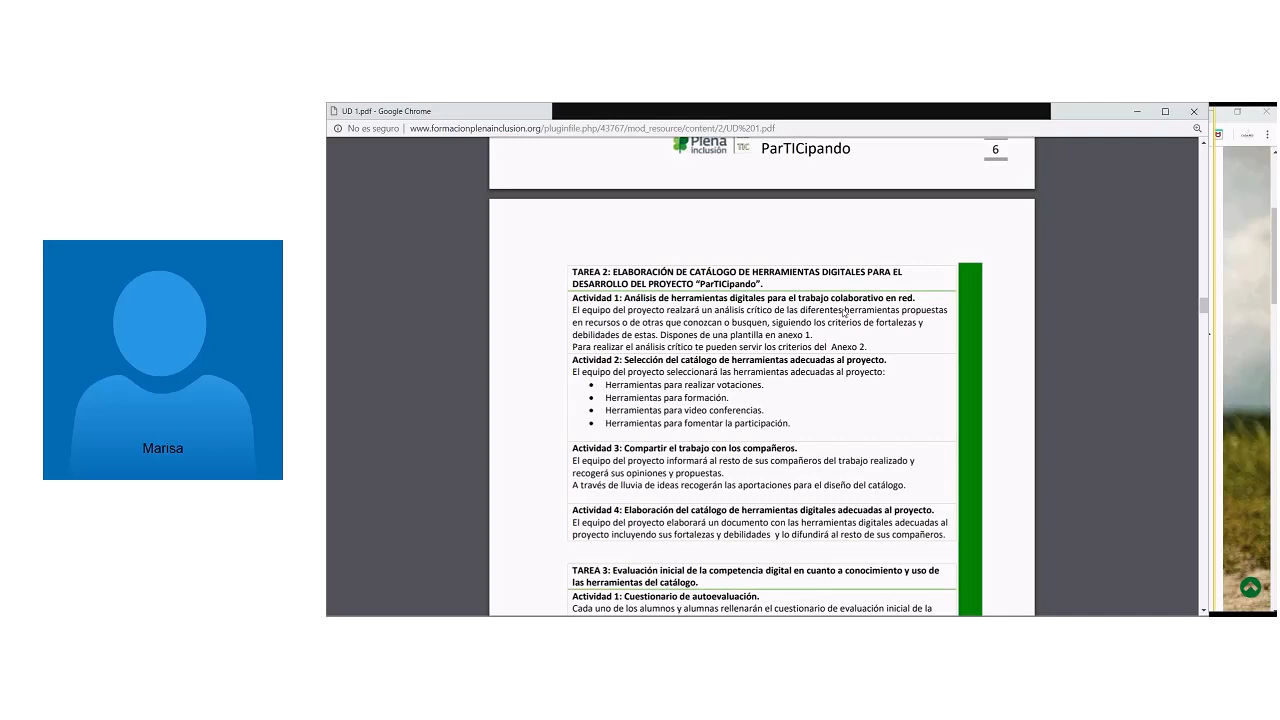 UD 1.pdf - Google Chrome
No es seguro | www.formacionplenainclusion.org/pluginfile.php/43767/mod_resource/content/2/UD%201.pdf
Plena
inclusión
TIC
ParTICipando
6
TAREA 2: ELABORACIÓN DE CATÁLOGO DE HERRAMIENTAS DIGITALES PARA EL
DESARROLLO DEL PROYECTO “ParTICipando”.
Actividad 1: Análisis de herramientas digitales para el trabajo colaborativo en red.
El equipo del proyecto realzará un análisis crítico de las diferentes herramientas propuestas
en recursos o de otras que conozcan o busquen, siguiendo los criterios de fortalezas y
debilidades de estas. Dispones de una plantilla en anexo 1.
Para realizar el análisis crítico te pueden servir los criterios del Anexo 2.
Actividad 2: Selección del catálogo de herramientas adecuadas al proyecto.
El equipo del proyecto seleccionará las herramientas adecuadas al proyecto:
• Herramientas para realizar votaciones.
• Herramientas para formación.
• Herramientas para video conferencias.
• Herramientas para fomentar la participación.
Actividad 3: Compartir el trabajo con los compañeros.
El equipo del proyecto informará al resto de sus compañeros del trabajo realizado y
recogerá sus opiniones y propuestas.
A través de lluvia de ideas recogerán las aportaciones para el diseño del catálogo.
Actividad 4: Elaboración del catálogo de herramientas digitales adecuadas al proyecto.
El equipo del proyecto elaborará un documento con las herramientas digitales adecuadas al
proyecto incluyendo sus fortalezas y debilidades y lo difundirá al resto de sus compañeros.
TAREA 3: Evaluación inicial de la competencia digital en cuanto a conocimiento y uso de
las herramientas del catálogo.
Actividad 1: Cuestionario de autoevaluación.
Cada uno de los alumnos y alumnas rellenarán el cuestionario de evaluación inicial de la
Marisa